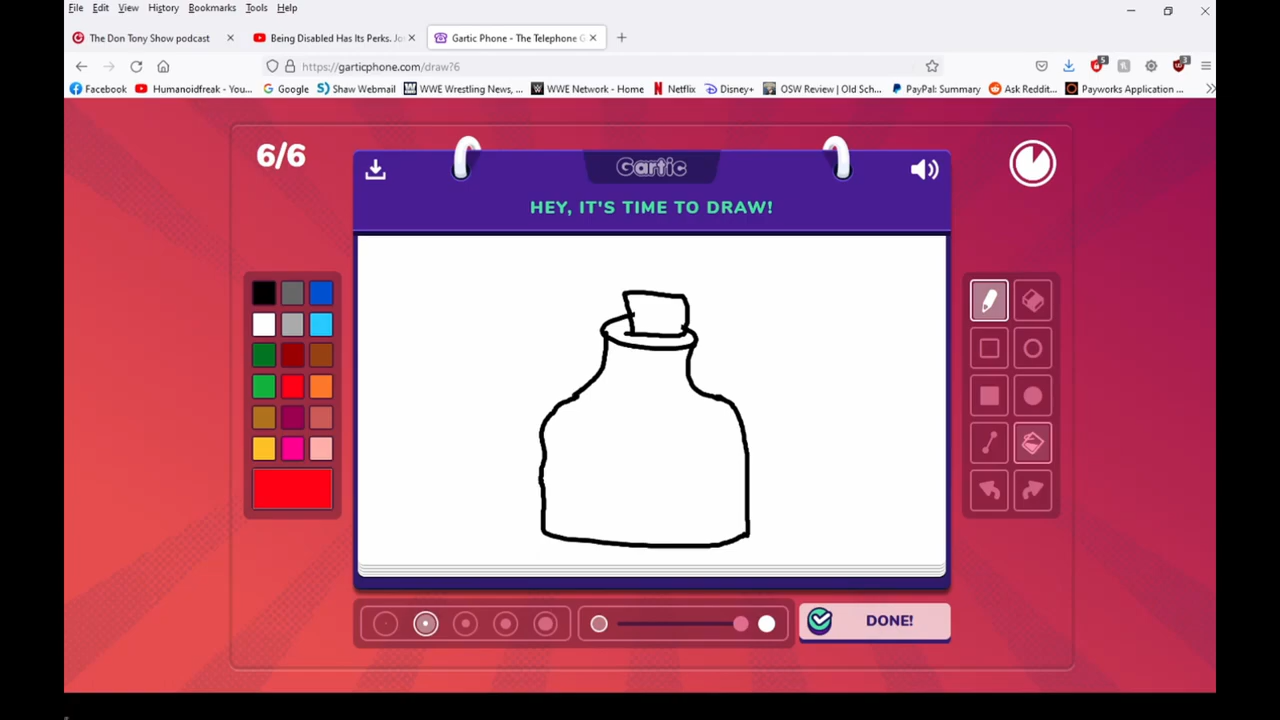 File Edit View History Bookmarks Tools Help
The Don Tony Show podcast
Being Disabled Has Its Perks. Jo
Gartic Phone - The Telephone G
https://garticphone.com/draw?6
5
3
Facebook
Humanoidfreak - You...
Google
Shaw Webmail
WWE Wrestling News, ...
WWE Network - Home
Netflix
Disney+
OSW Review | Old Sch...
PayPal: Summary
Ask Reddit...
Payworks Application ...
6/6
Gartic
HEY, IT'S TIME TO DRAW!
DONE!